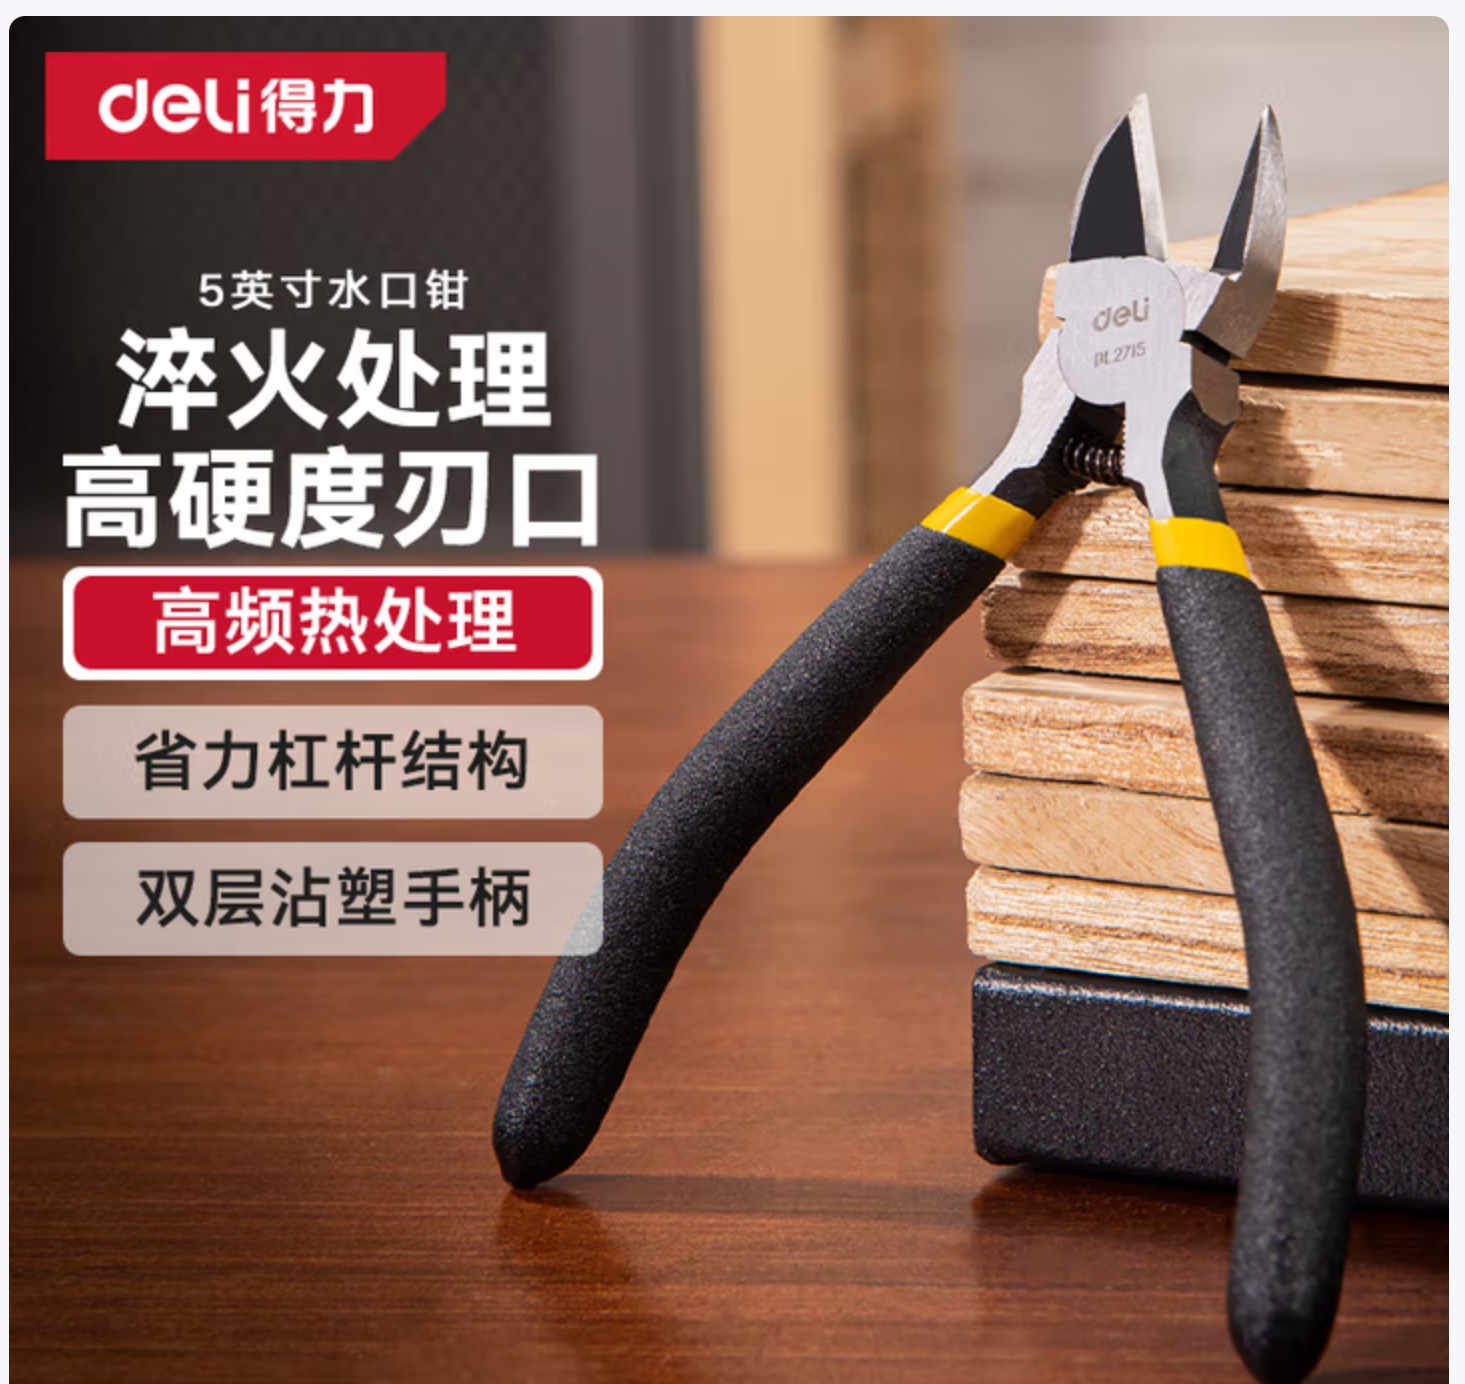 deli得力
5英寸水口钳
淬火处理
高硬度刃口
高频热处理
省力杠杆结构
双层沾塑手柄
deli
DL2715